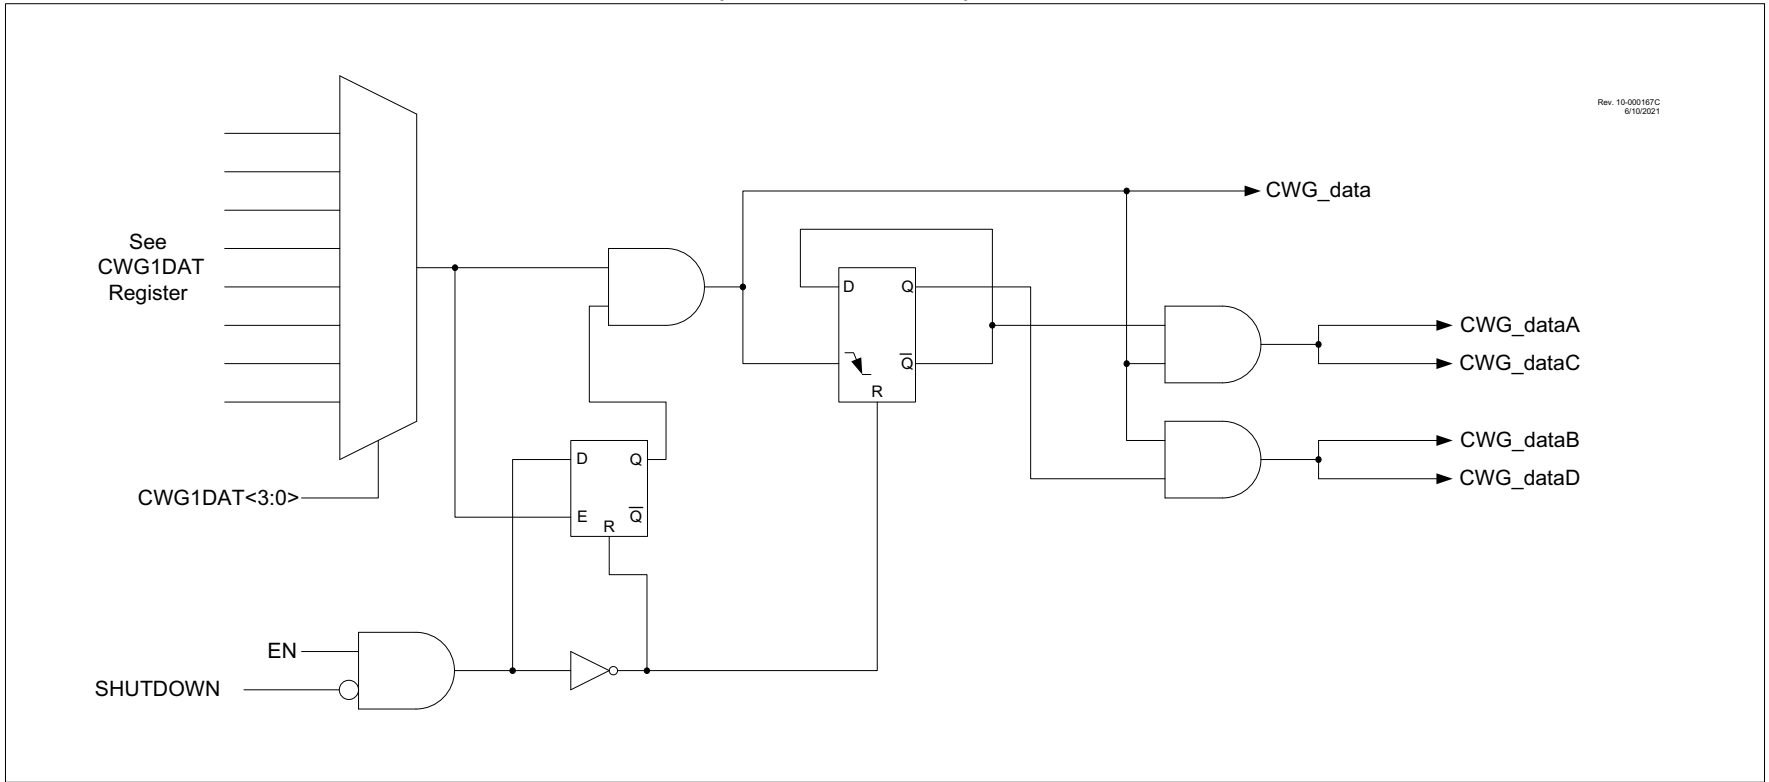 Rev. 10-000167C
6/10/2021
CWG_data
See
CWG1DAT
Register
D
Q
Q̅
R
CWG_dataA
CWG_dataC
CWG_dataB
CWG_dataD
D
Q
E
R
Q̅
CWG1DAT<3:0>
EN
SHUTDOWN